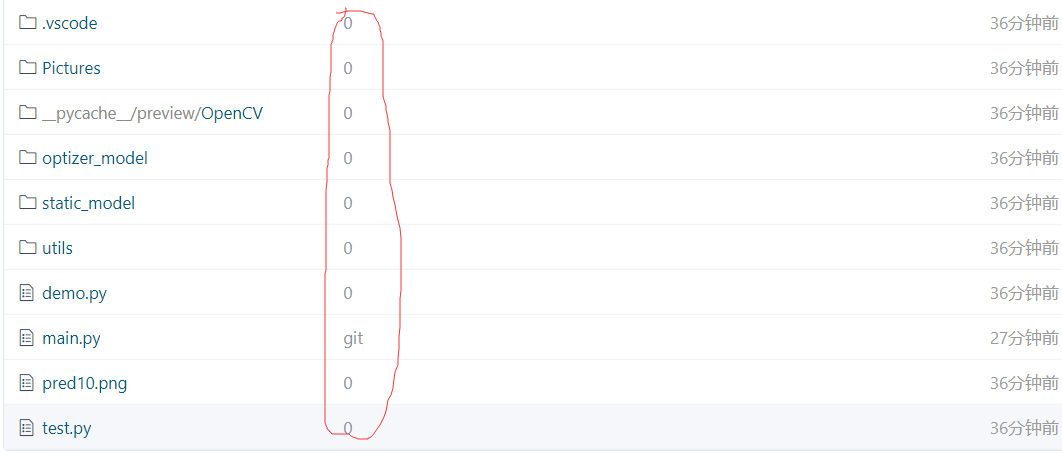 .vscode 0 36分钟前
Pictures 0 36分钟前
__pycache__/preview/OpenCV 0 36分钟前
optizer_model 0 36分钟前
static_model 0 36分钟前
utils 0 36分钟前
demo.py 0 36分钟前
main.py git 27分钟前
pred10.png 0 36分钟前
test.py 0 36分钟前